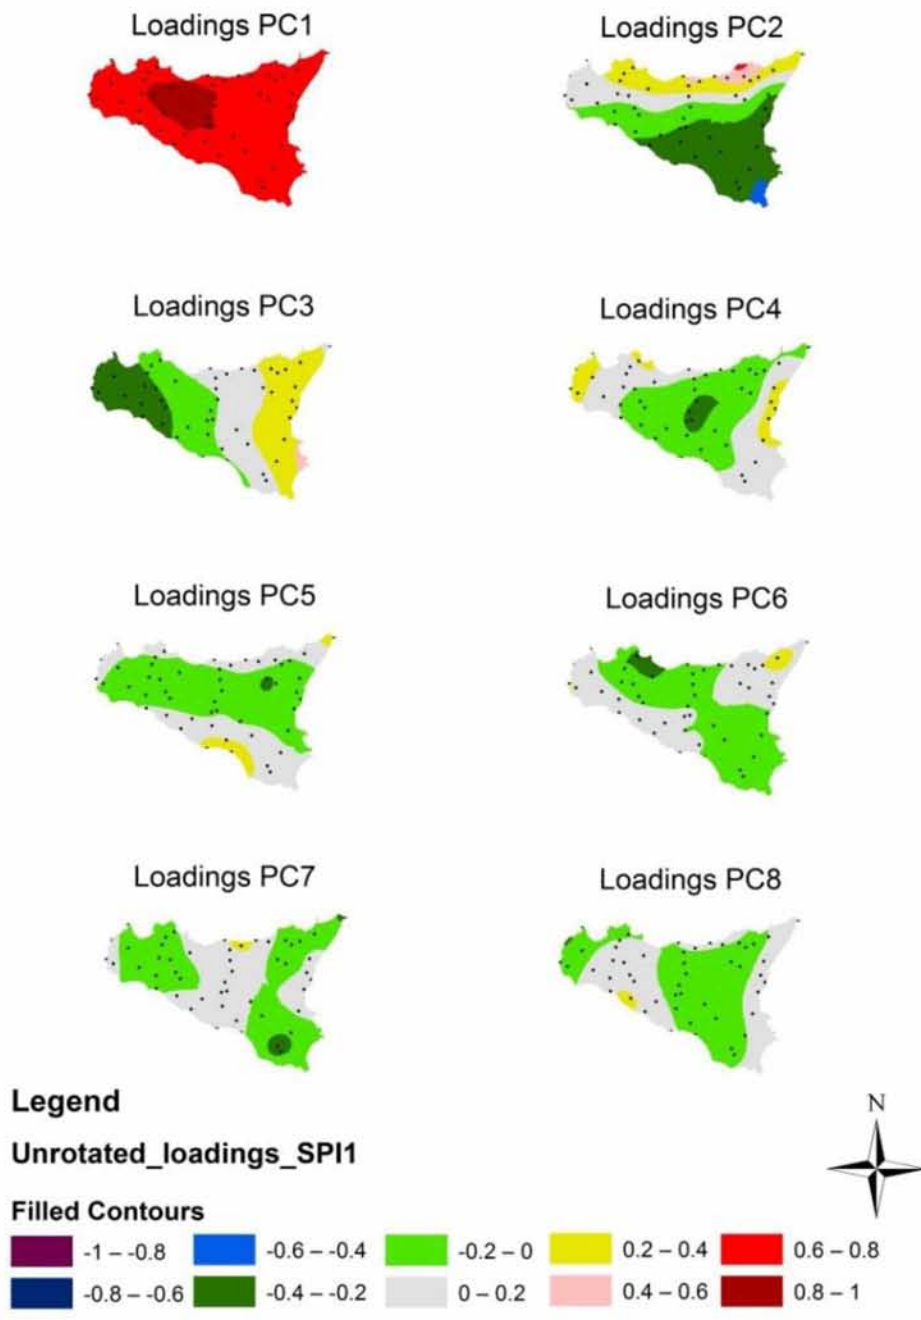 Loadings PC1
Loadings PC2
Loadings PC3
Loadings PC4
Loadings PC5
Loadings PC6
Loadings PC7
Loadings PC8
Legend
N
Unrotated_loadings_SPI1
Filled Contours
-1 – -0.8
-0.6 – -0.4
-0.2 – 0
0.2 – 0.4
0.6 – 0.8
-0.8 – -0.6
-0.4 – -0.2
0 – 0.2
0.4 – 0.6
0.8 – 1